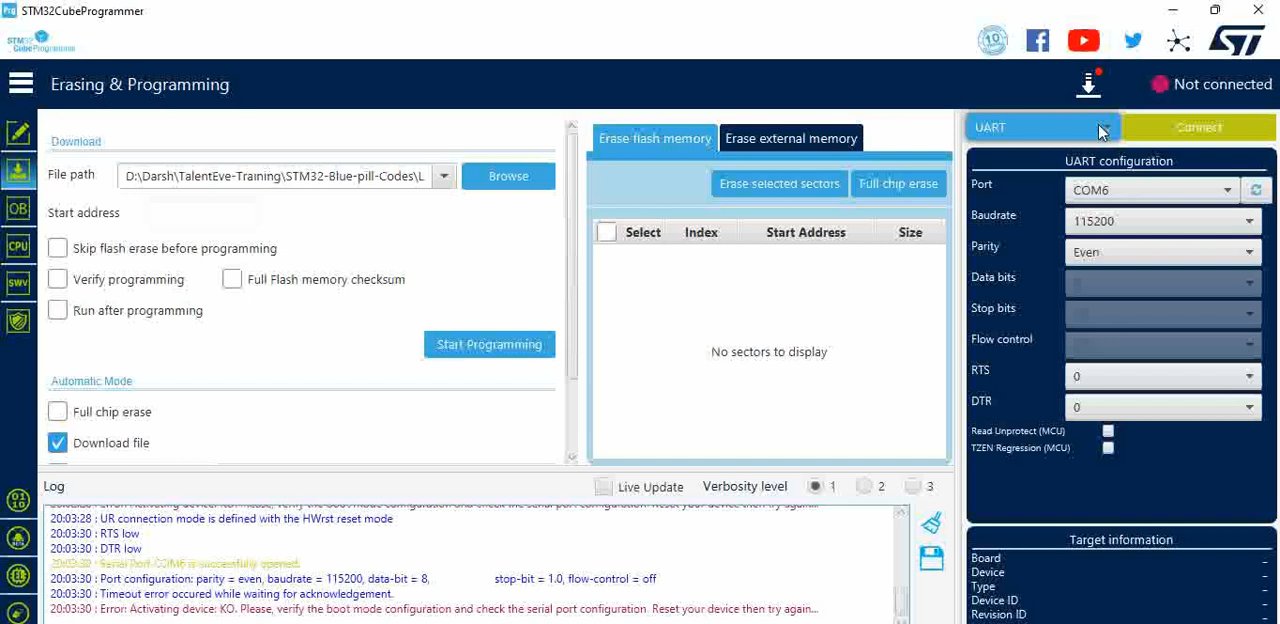 Prg STM32CubeProgrammer
STM32
CubeProgrammer
Erasing & Programming
Not connected
Download
File path
D:\Darsh\TalentEve-Training\STM32-Blue-pill-Codes\L
Browse
Start address
Skip flash erase before programming
Verify programming
Full Flash memory checksum
Run after programming
Start Programming
Automatic Mode
Full chip erase
Download file
Erase flash memory
Erase external memory
Erase selected sectors
Full chip erase
Select Index Start Address Size
No sectors to display
UART
Connect
UART configuration
Port COM6
Baudrate 115200
Parity Even
Data bits
Stop bits
Flow control
RTS 0
DTR 0
Read Unprotect (MCU)
TZEN Regression (MCU)
OB
CPU
SWV
Log
Live Update
Verbosity level 1 2 3
20:03:28 : UR connection mode is defined with the HWrst reset mode
20:03:30 : RTS low
20:03:30 : DTR low
20:03:30 : Serial Port COM6 is successfully opened.
20:03:30 : Port configuration: parity = even, baudrate = 115200, data-bit = 8, stop-bit = 1.0, flow-control = off
20:03:30 : Timeout error occured while waiting for acknowledgement.
20:03:30 : Error: Activating device: KO. Please, verify the boot mode configuration and check the serial port configuration. Reset your device then try again...
Target information
Board _
Device _
Type _
Device ID _
Revision ID _